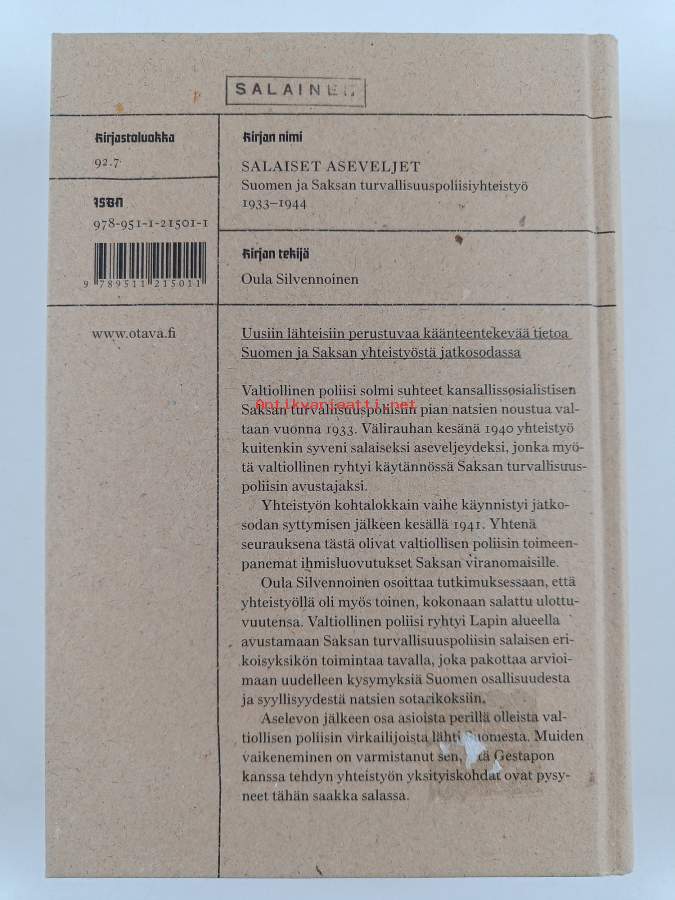 SALAINEN
Kirjastoluokka
92.7
ISBN
978-951-1-21501-1
9 789511 215011
www.otava.fi
Kirjan nimi
SALAISET ASEVELJET
Suomen ja Saksan turvallisuuspoliisiyhteistyö
1933–1944
Kirjan tekijä
Oula Silvennoinen
Uusiin lähteisiin perustuvaa käänteentekevää tietoa
Suomen ja Saksan yhteistyöstä jatkosodassa
Valtiollinen poliisi solmi suhteet kansallissosialistisen
Antikvariaatti.net
Saksan turvallisuuspoliisiin pian natsien noustua val-
taan vuonna 1933. Välirauhan kesänä 1940 yhteistyö
kuitenkin syveni salaiseksi aseveljeydeksi, jonka myö-
tä valtiollinen ryhtyi käytännössä Saksan turvallisuus-
poliisin avustajaksi.
Yhteistyön kohtalokkain vaihe käynnistyi jatko-
sodan syttymisen jälkeen kesällä 1941. Yhtenä
seurauksena tästä olivat valtiollisen poliisin toimeen-
panemat ihmisluovutukset Saksan viranomaisille.
Oula Silvennoinen osoittaa tutkimuksessaan, että
yhteistyöllä oli myös toinen, kokonaan salattu ulottu-
vuutensa. Valtiollinen poliisi ryhtyi Lapin alueella
avustamaan Saksan turvallisuuspoliisin salaisen eri-
koisyksikön toimintaa tavalla, joka pakottaa arvioi-
maan uudelleen kysymyksiä Suomen osallisuudesta
ja syyllisyydestä natsien sotarikoksiin.
Aselevon jälkeen osa asioista perillä olleista val-
tiollisen poliisin virkailijoista lähti Suomesta. Muiden
vaikeneminen on varmistanut sen, tä Gestapon
kanssa tehdyn yhteistyön yksityiskohdat ovat pysy-
neet tähän saakka salassa.